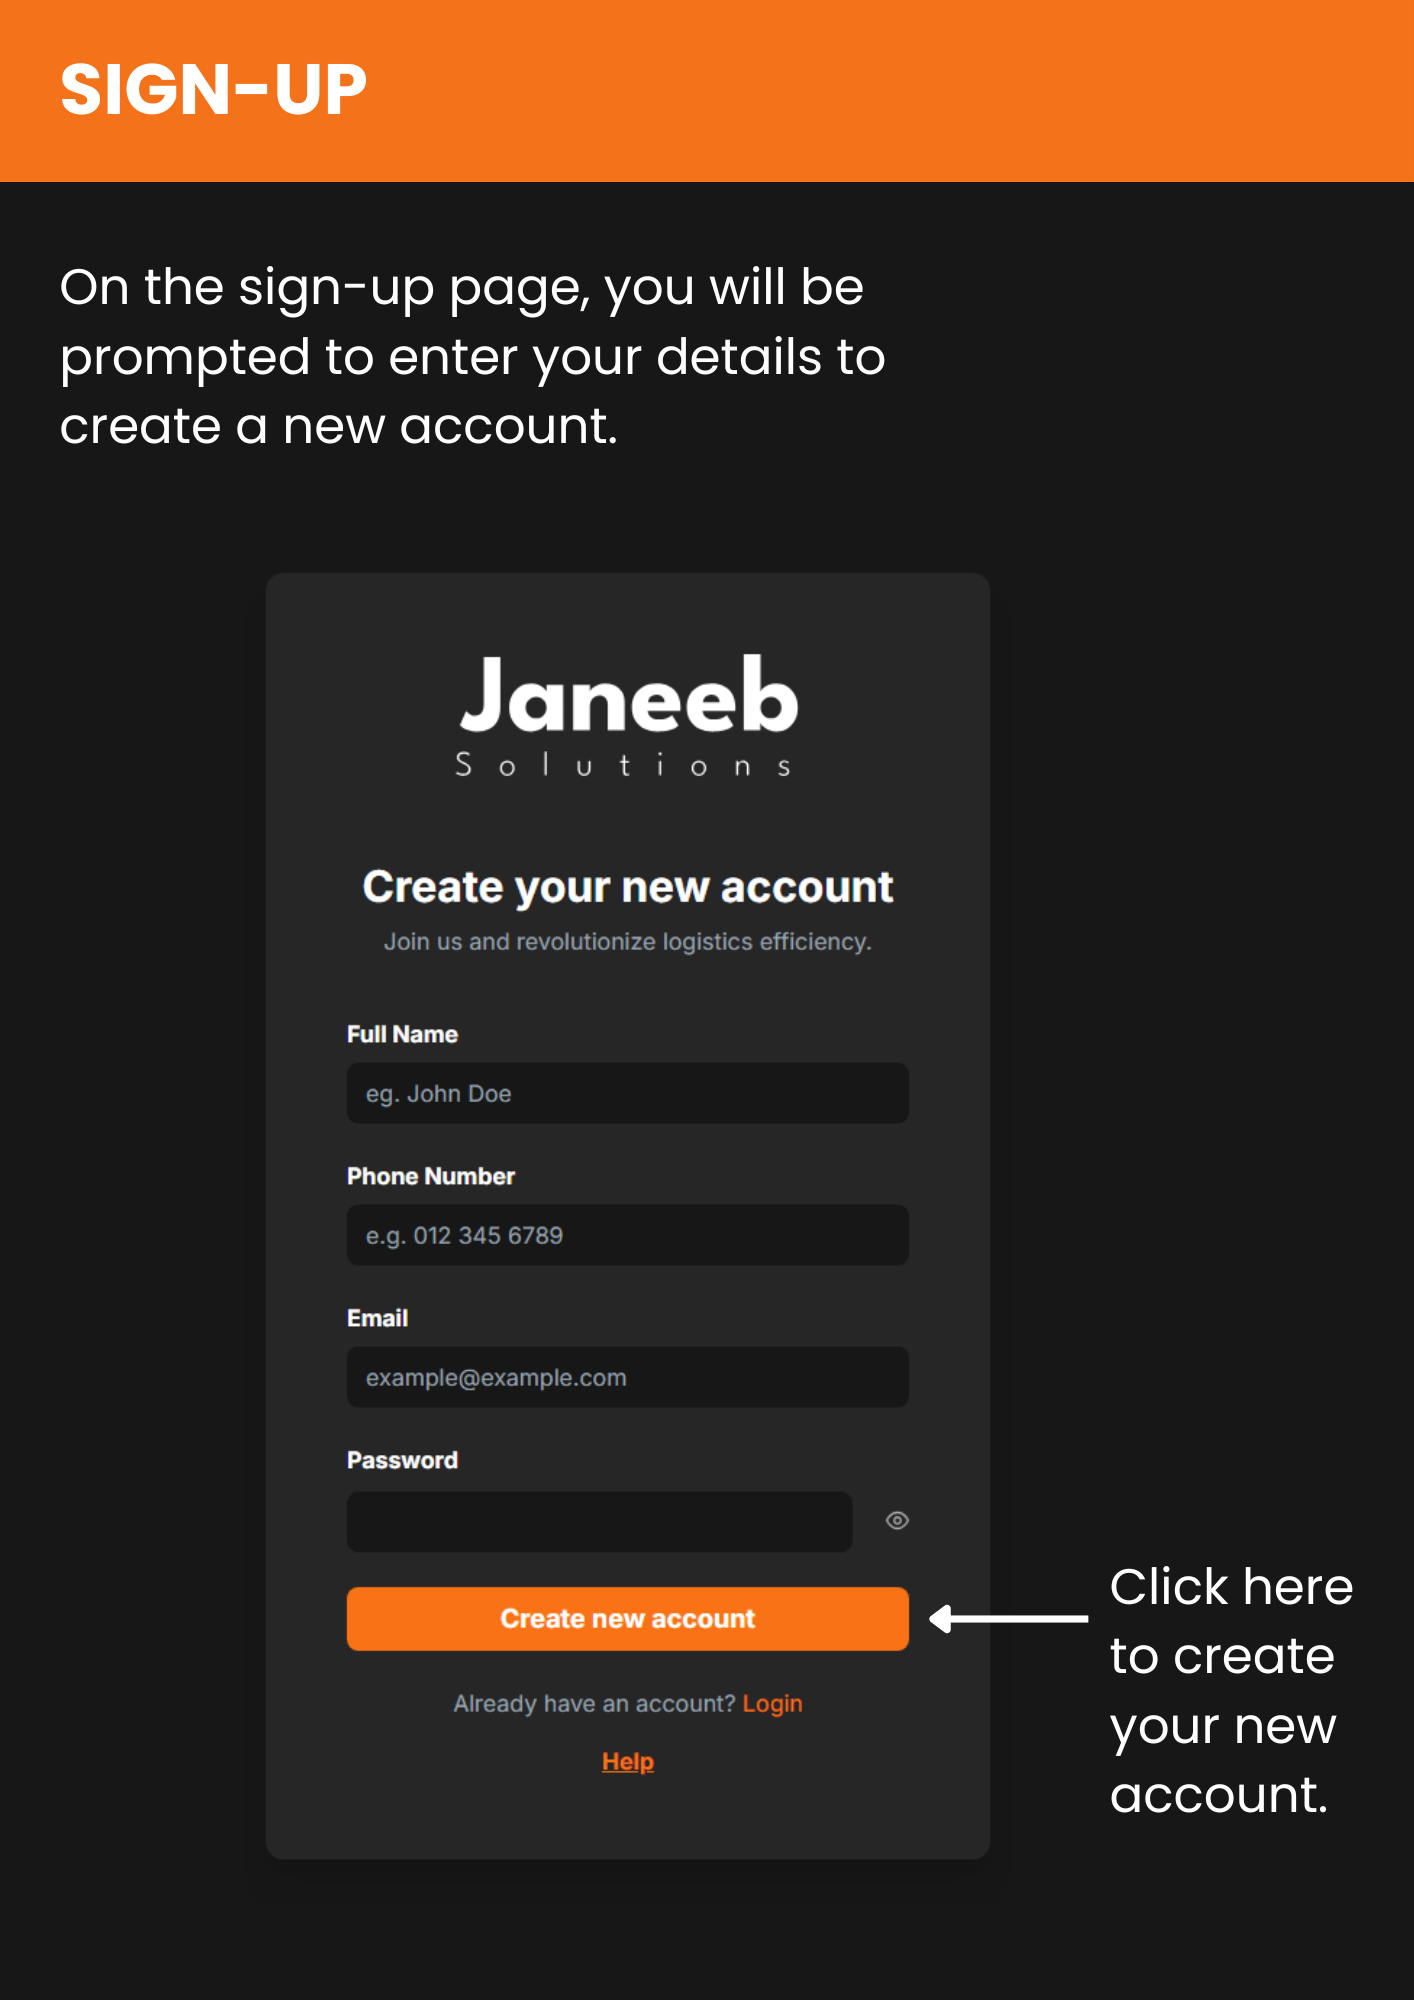 SIGN-UP
On the sign-up page, you will be
prompted to enter your details to
create a new account.
Janeeb
Solutions
Create your new account
Join us and revolutionize logistics efficiency.
Full Name
eg. John Doe
Phone Number
e.g. 012 345 6789
Email
example@example.com
Password
Create new account
Already have an account? Login
Help
Click here
to create
your new
account.